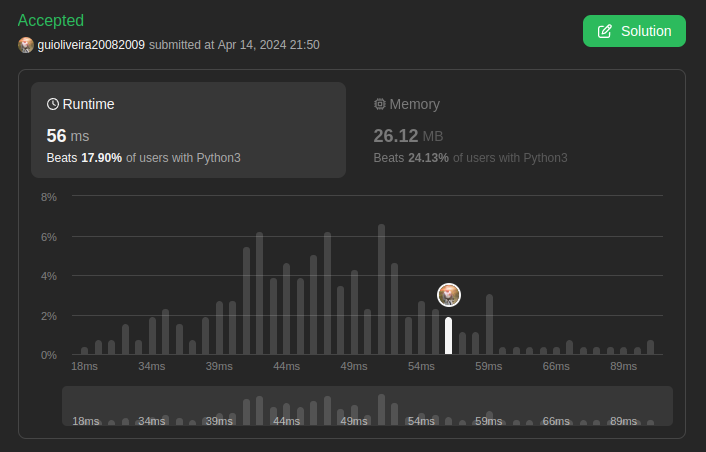 Accepted
guioliveira20082009 submitted at Apr 14, 2024 21:50
Solution
Runtime
56 ms
Beats 17.90% of users with Python3
Memory
26.12 MB
Beats 24.13% of users with Python3
8%
6%
4%
2%
0%
18ms 34ms 39ms 44ms 49ms 54ms 59ms 66ms 89ms
18ms 34ms 39ms 44ms 49ms 54ms 59ms 66ms 89ms